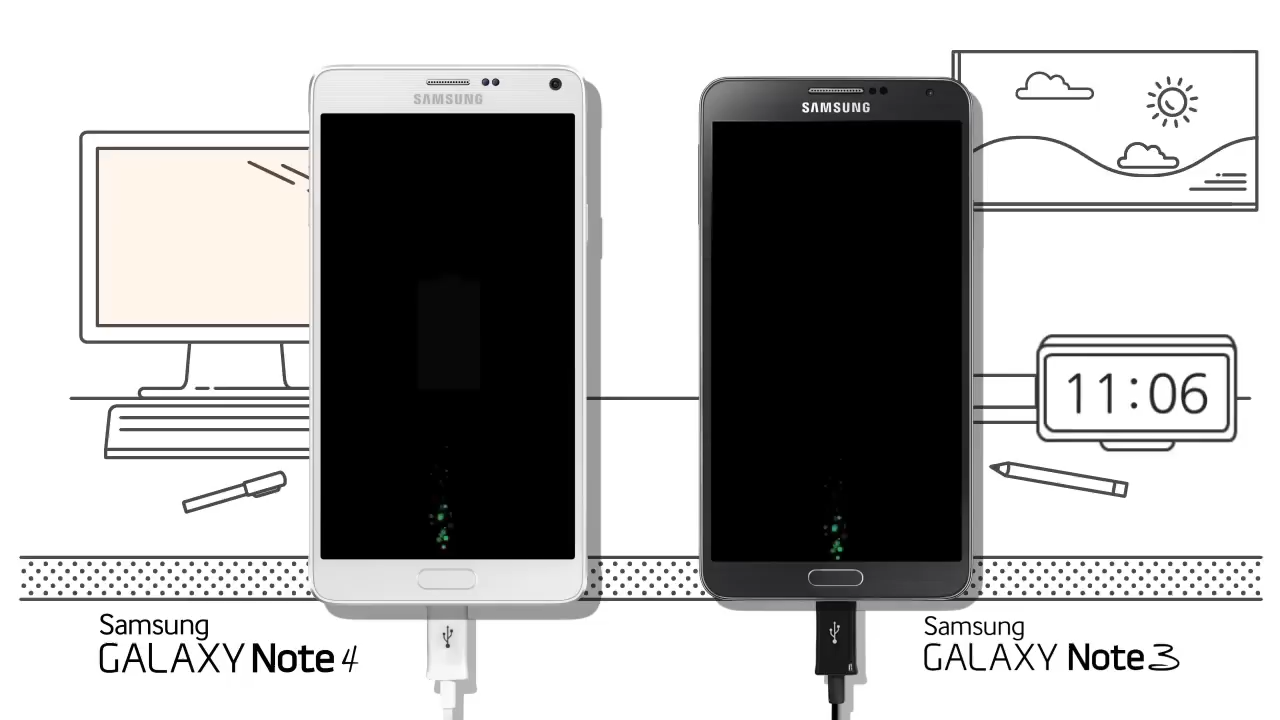 SAMSUNG
SAMSUNG
11:06
Samsung
GALAXY Note 4
Samsung
GALAXY Note 3